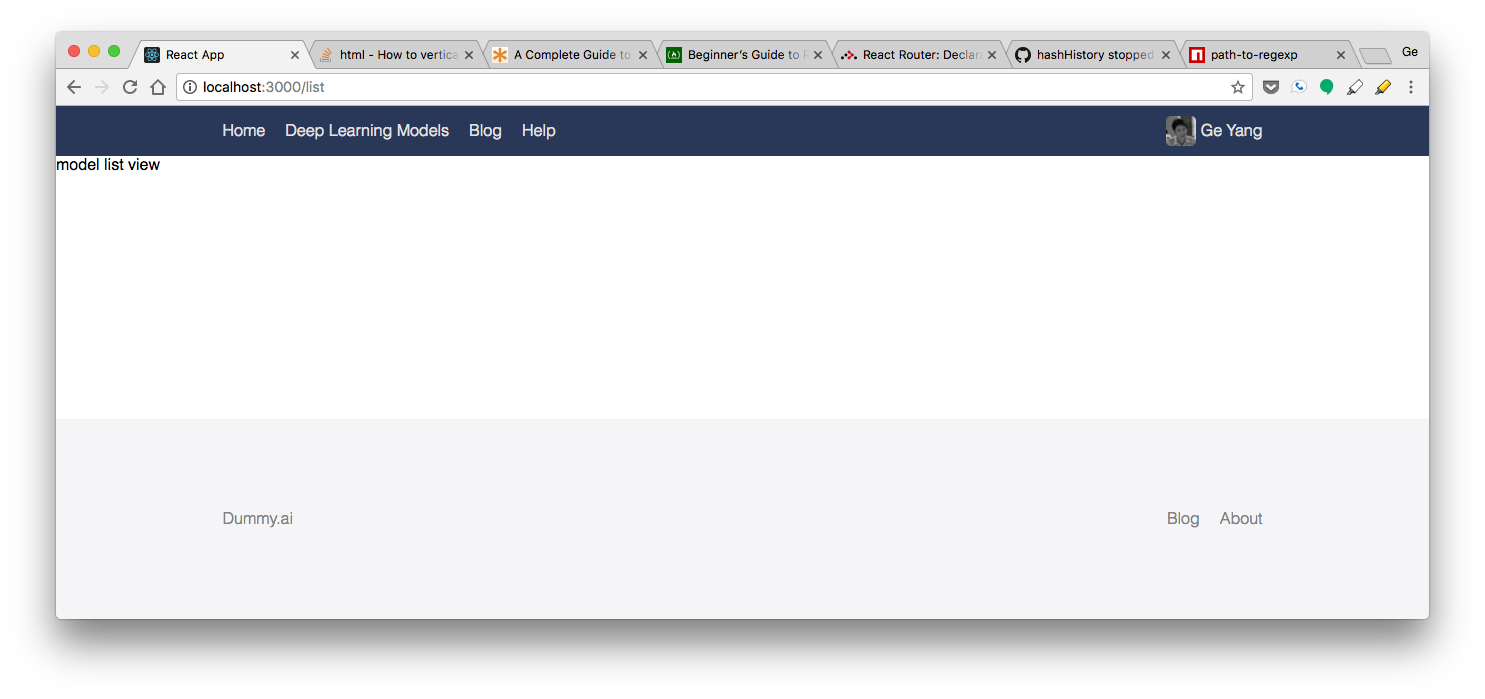 React App
html - How to vertica
A Complete Guide to
Beginner's Guide to R
React Router: Declara
hashHistory stopped
path-to-regexp
Ge
localhost:3000/list
Home Deep Learning Models Blog Help Ge Yang
model list view
Dummy.ai Blog About